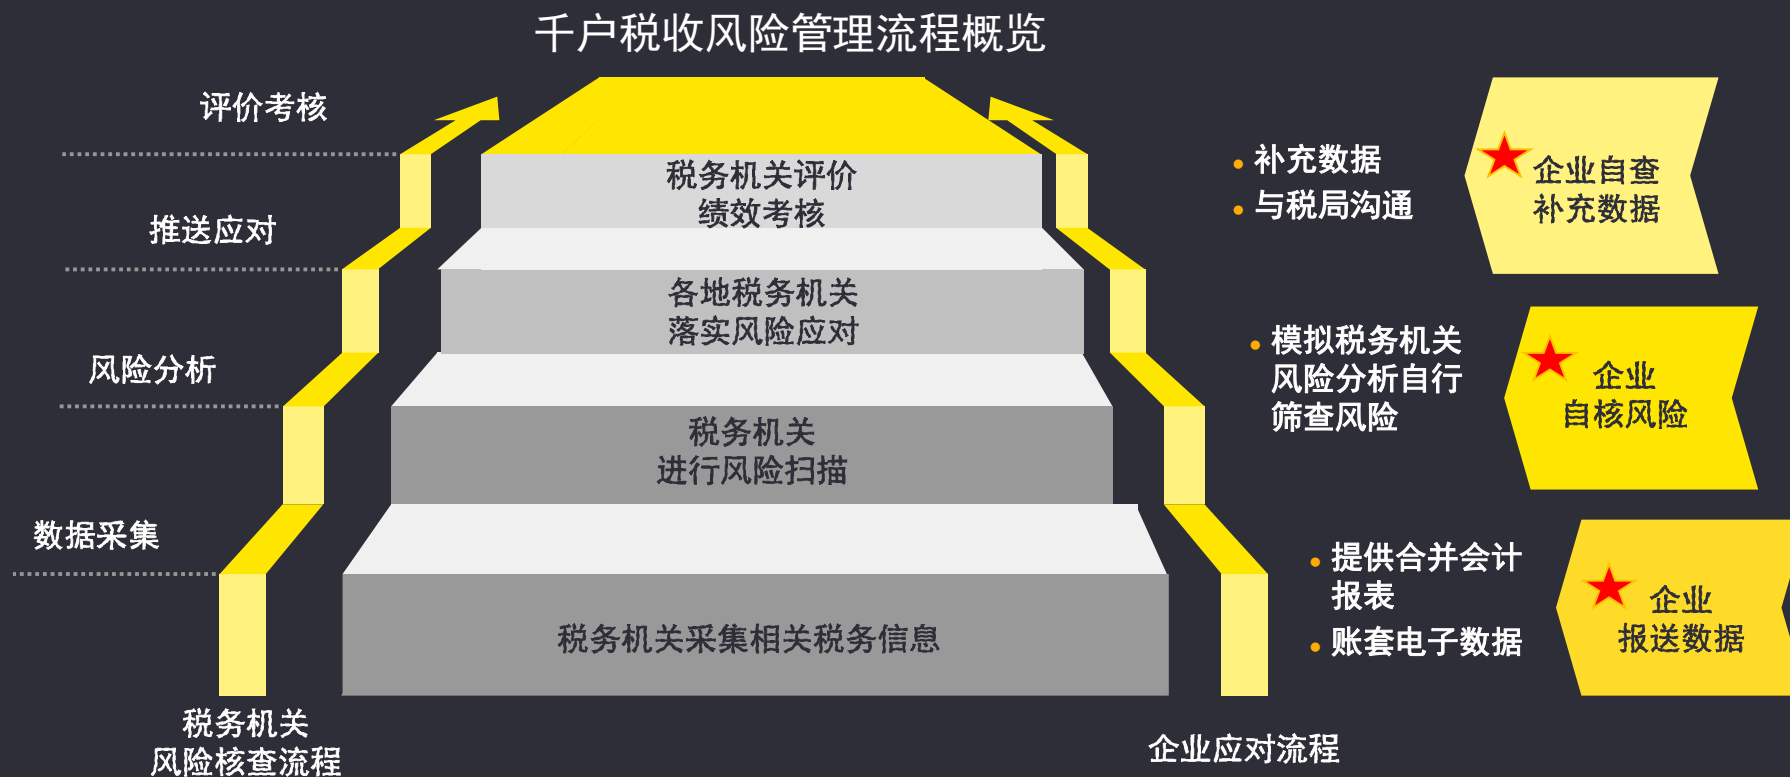 千户税收风险管理流程概览
评价考核
推送应对
风险分析
数据采集
税务机关评价
绩效考核
各地税务机关
落实风险应对
税务机关
进行风险扫描
税务机关采集相关税务信息
税务机关
风险核查流程
企业应对流程
补充数据
与税局沟通
企业自查
补充数据
模拟税务机关
风险分析自行
筛查风险
企业
自核风险
提供合并会计
报表
账套电子数据
企业
报送数据